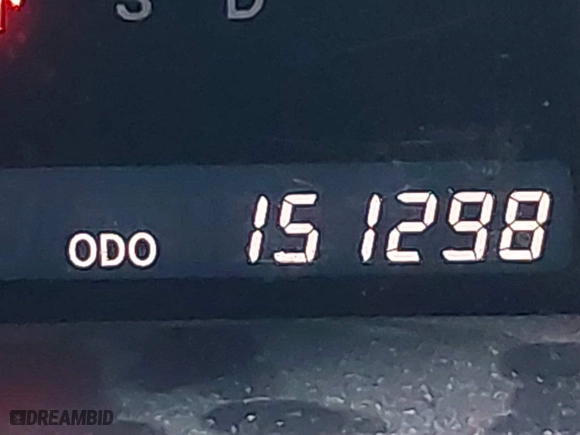 S D
ODO 151298
DREAMBID